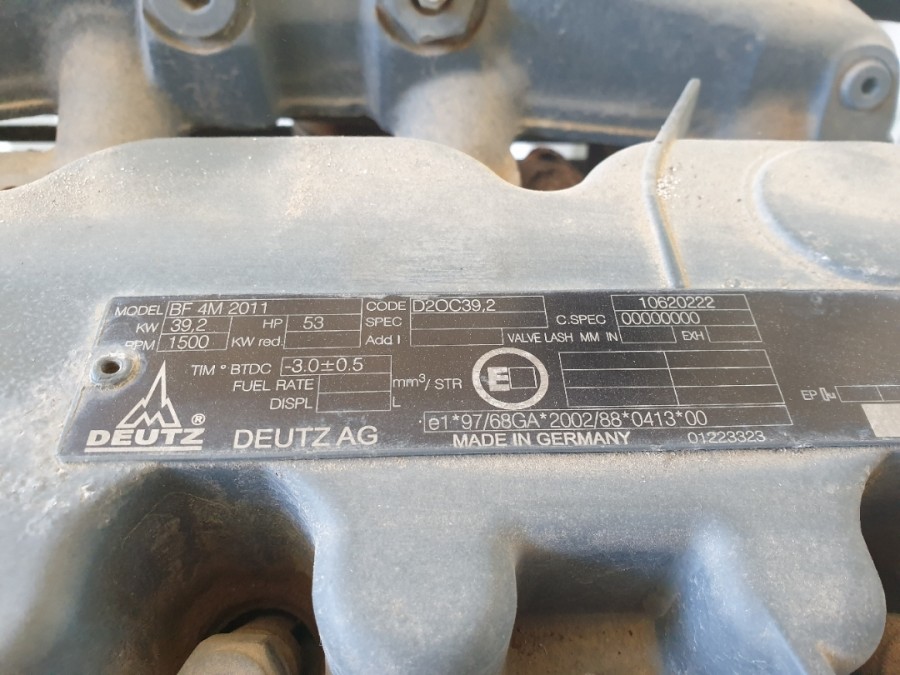 MODEL BF 4M 2011 CODE D2OC39,2 10620222
KW 39,2 HP 53 SPEC C.SPEC 00000000
RPM 1500 KW red. Add.I VALVE LASH MM IN EXH
TIM ° BTDC -3.0±0.5
FUEL RATE mm³/ STR
DISPL L
E
EP
e1*97/68GA*2002/88*0413*00
DEUTZ ® DEUTZ AG MADE IN GERMANY 01223323